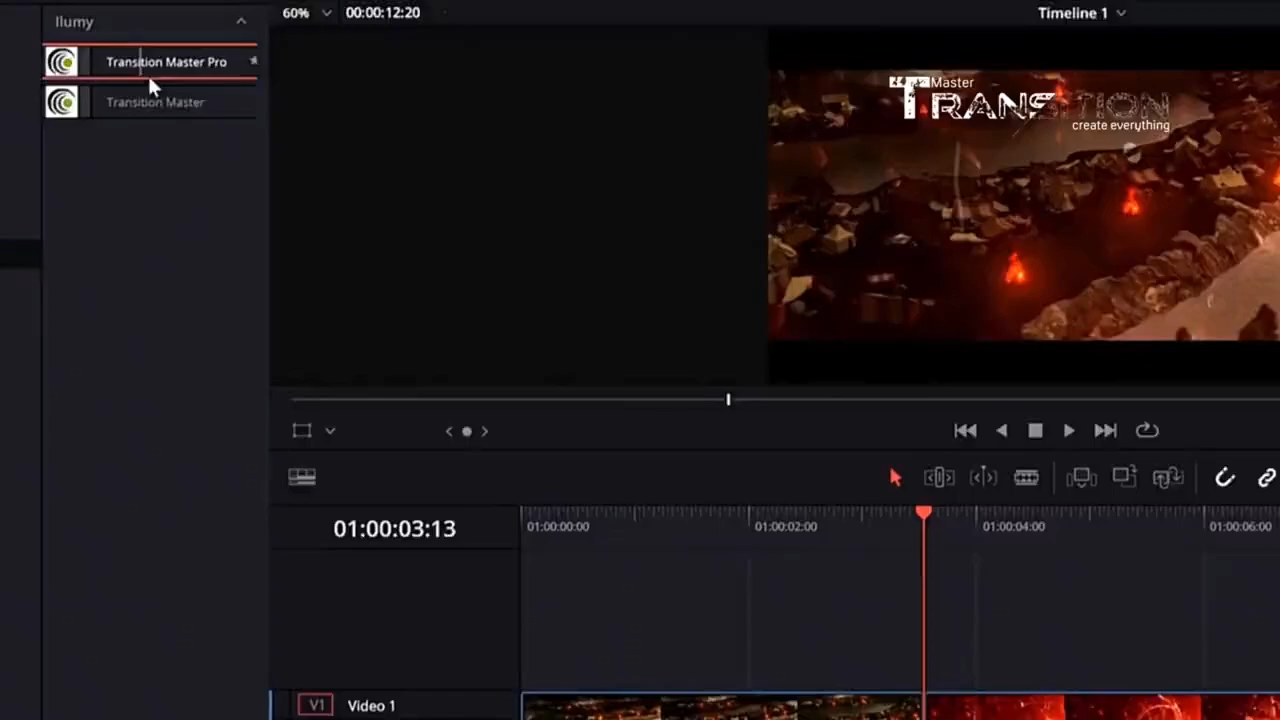 Ilumy
60%
00:00:12:20
Timeline 1
Transition Master Pro
Transition Master
Master
TRANSITION
create everything
01:00:03:13
01:00:00:00
01:00:02:00
01:00:04:00
01:00:06:00
V1
Video 1